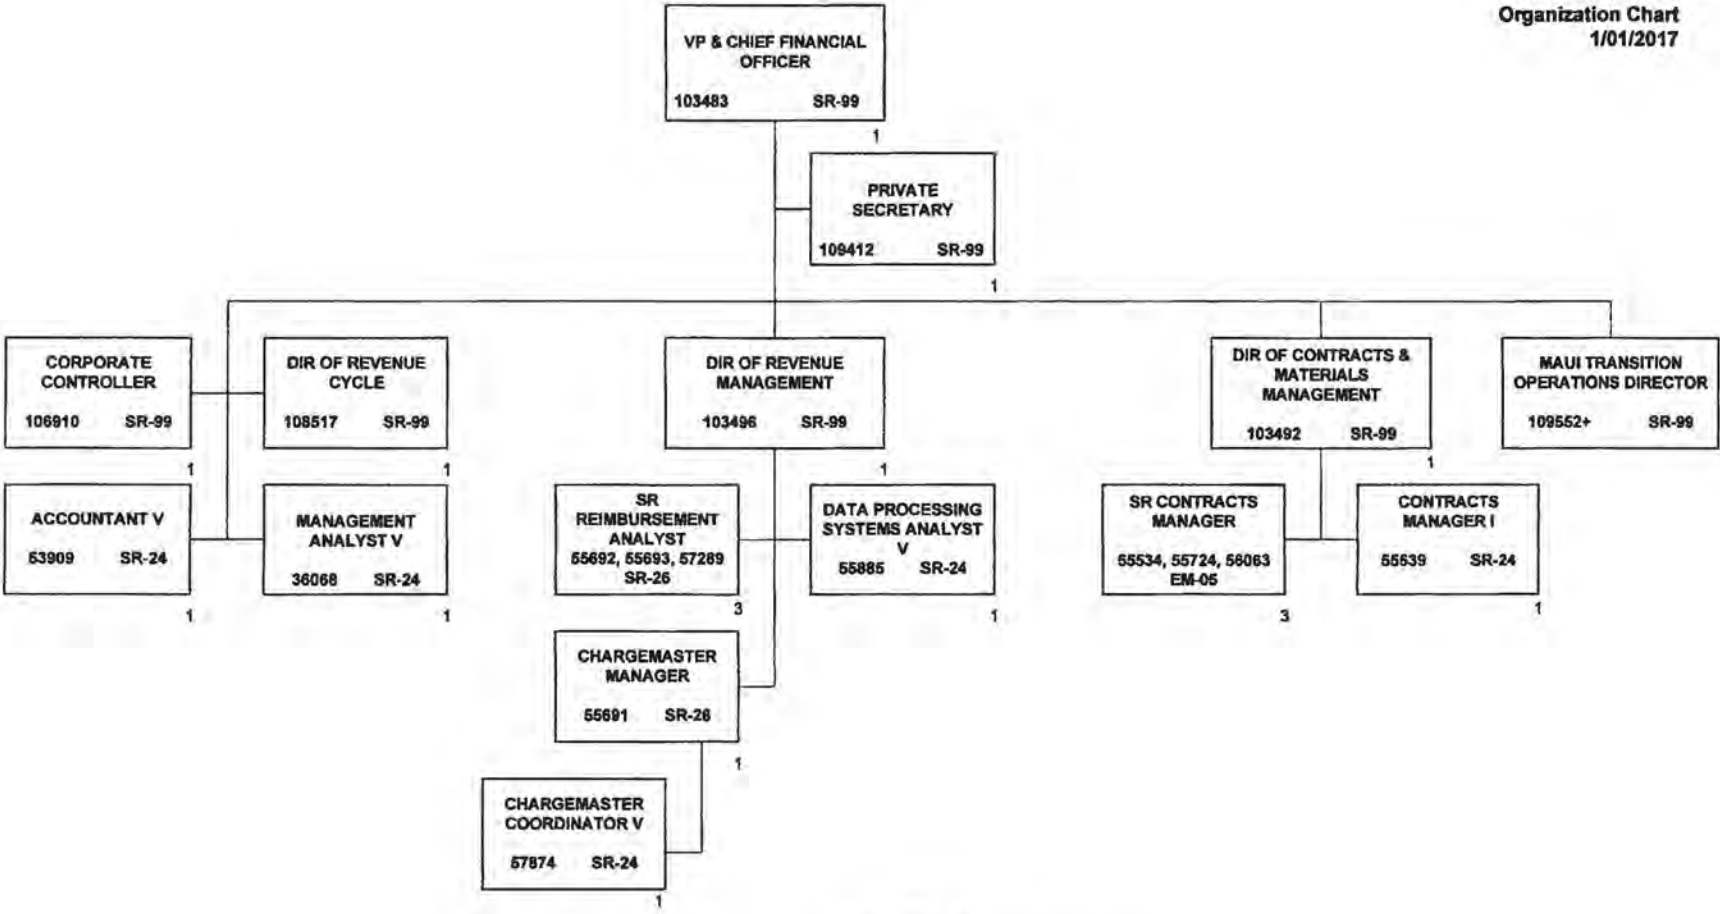 Organization Chart
1/01/2017
VP & CHIEF FINANCIAL
OFFICER
103483 SR-99
1
PRIVATE
SECRETARY
109412 SR-99
1
CORPORATE
CONTROLLER
106910 SR-99
1
DIR OF REVENUE
CYCLE
108517 SR-99
1
DIR OF REVENUE
MANAGEMENT
103496 SR-99
1
DIR OF CONTRACTS &
MATERIALS
MANAGEMENT
103492 SR-99
1
MAUI TRANSITION
OPERATIONS DIRECTOR
109552+ SR-99
ACCOUNTANT V
53909 SR-24
1
MANAGEMENT
ANALYST V
36068 SR-24
1
SR
REIMBURSEMENT
ANALYST
55692, 55693, 57289
SR-26
3
DATA PROCESSING
SYSTEMS ANALYST
V
55885 SR-24
1
SR CONTRACTS
MANAGER
55534, 55724, 56063
EM-05
3
CONTRACTS
MANAGER I
55539 SR-24
1
CHARGEMASTER
MANAGER
55691 SR-26
1
CHARGEMASTER
COORDINATOR V
57874 SR-24
1